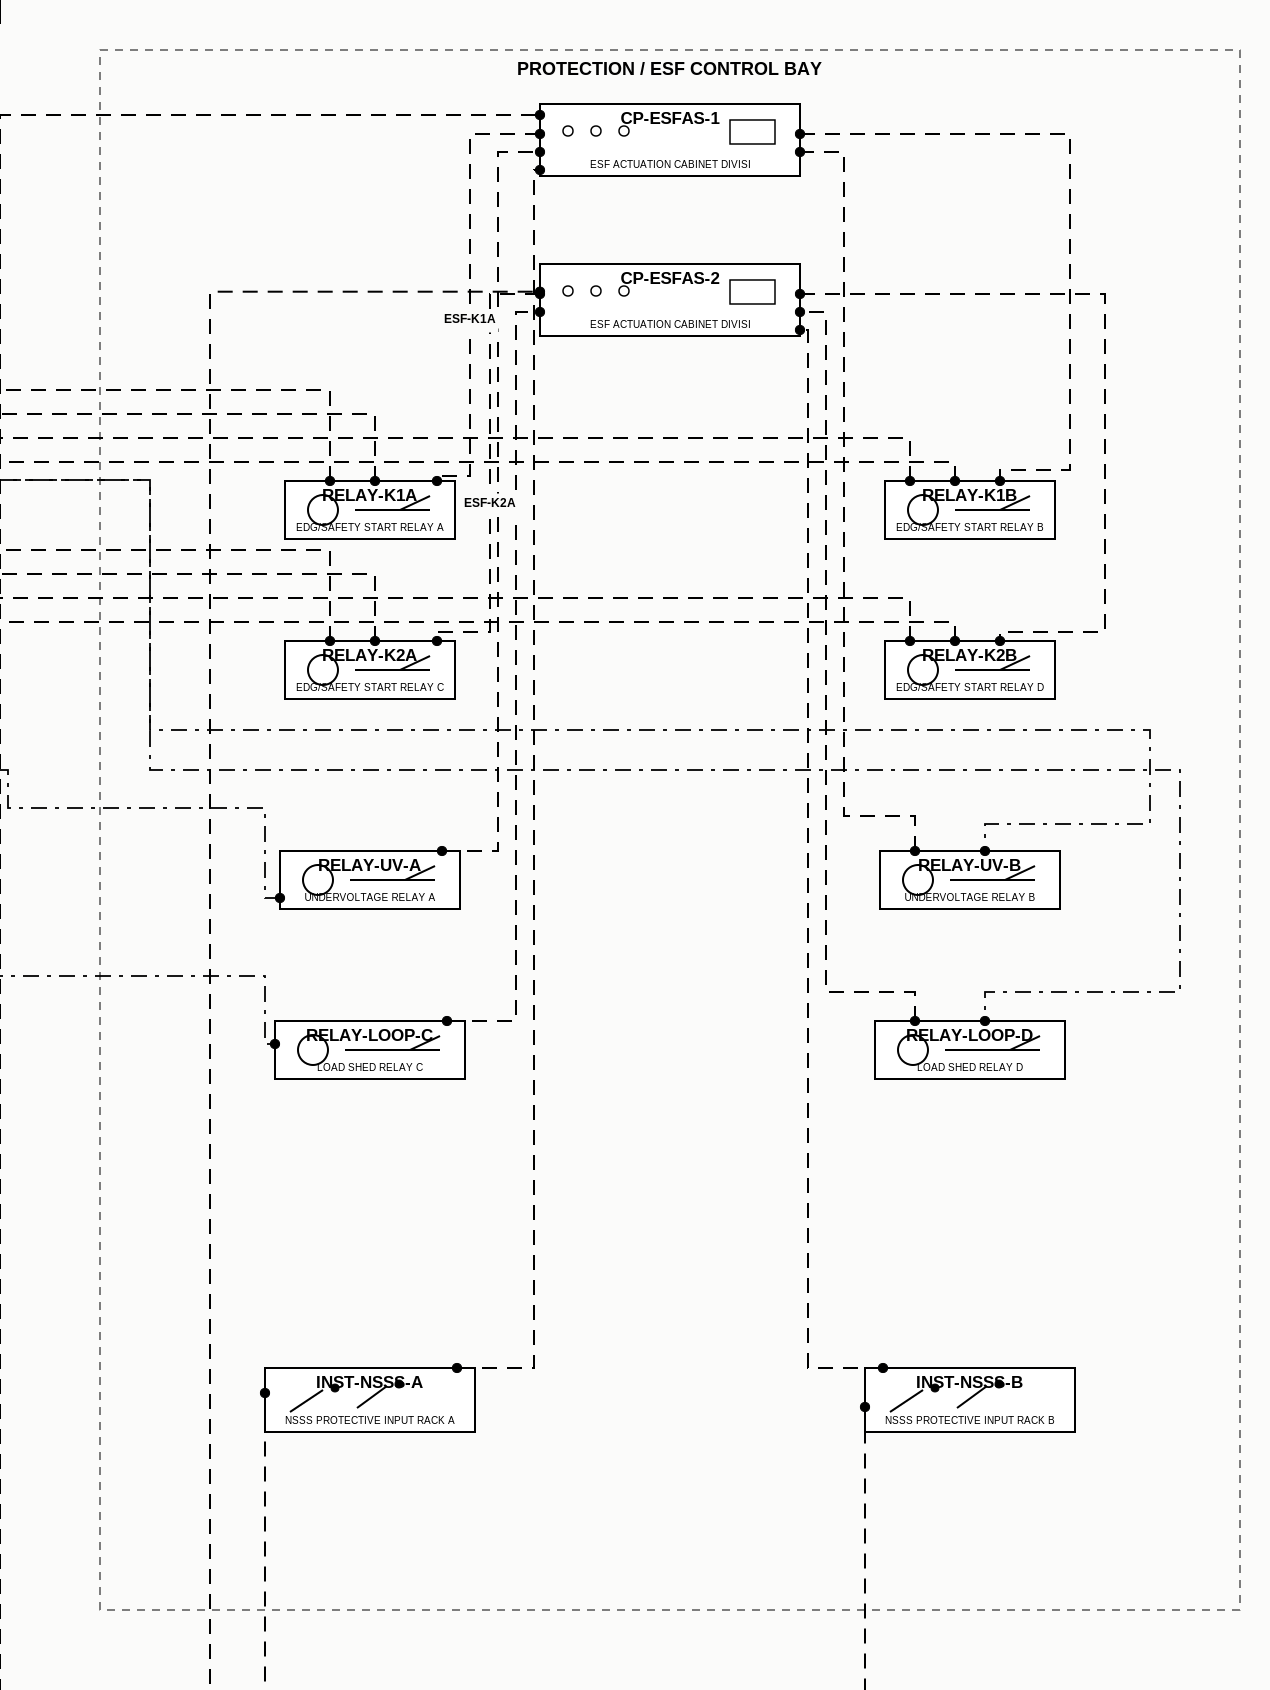 PROTECTION / ESF CONTROL BAY
CP-ESFAS-1
ESF ACTUATION CABINET DIVISI
CP-ESFAS-2
ESF ACTUATION CABINET DIVISI
ESF-K1A
RELAY-K1A
EDG/SAFETY START RELAY A
ESF-K2A
RELAY-K1B
EDG/SAFETY START RELAY B
RELAY-K2A
EDG/SAFETY START RELAY C
RELAY-K2B
EDG/SAFETY START RELAY D
RELAY-UV-A
UNDERVOLTAGE RELAY A
RELAY-UV-B
UNDERVOLTAGE RELAY B
RELAY-LOOP-C
LOAD SHED RELAY C
RELAY-LOOP-D
LOAD SHED RELAY D
INST-NSSS-A
NSSS PROTECTIVE INPUT RACK A
INST-NSSS-B
NSSS PROTECTIVE INPUT RACK B